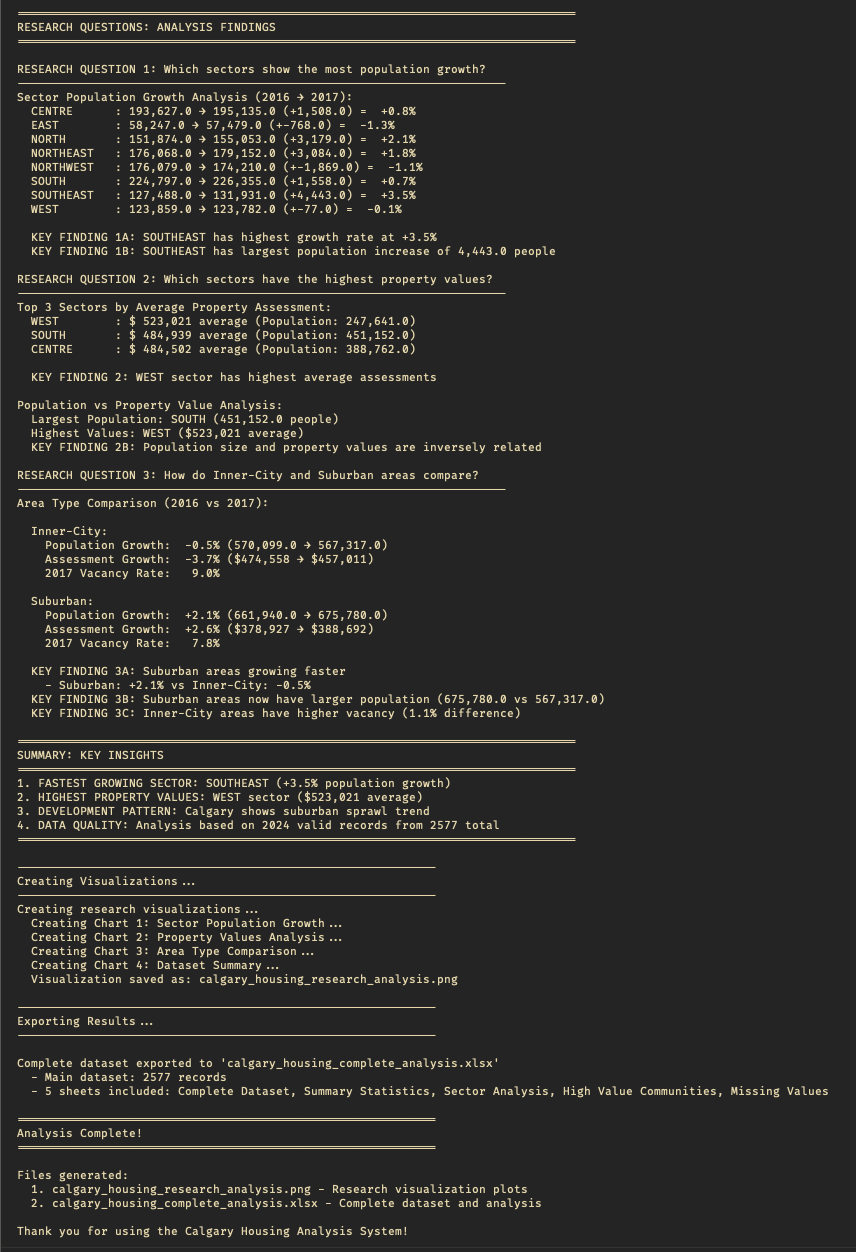 RESEARCH QUESTIONS: ANALYSIS FINDINGS
RESEARCH QUESTION 1: Which sectors show the most population growth?
Sector Population Growth Analysis (2016 → 2017):
CENTRE : 193,627.0 → 195,135.0 (+1,508.0) = +0.8%
EAST : 58,247.0 → 57,479.0 (+-768.0) = -1.3%
NORTH : 151,874.0 → 155,053.0 (+3,179.0) = +2.1%
NORTHEAST : 176,068.0 → 179,152.0 (+3,084.0) = +1.8%
NORTHWEST : 176,079.0 → 174,210.0 (+-1,869.0) = -1.1%
SOUTH : 224,797.0 → 226,355.0 (+1,558.0) = +0.7%
SOUTHEAST : 127,488.0 → 131,931.0 (+4,443.0) = +3.5%
WEST : 123,859.0 → 123,782.0 (+-77.0) = -0.1%
KEY FINDING 1A: SOUTHEAST has highest growth rate at +3.5%
KEY FINDING 1B: SOUTHEAST has largest population increase of 4,443.0 people
RESEARCH QUESTION 2: Which sectors have the highest property values?
Top 3 Sectors by Average Property Assessment:
WEST : $ 523,021 average (Population: 247,641.0)
SOUTH : $ 484,939 average (Population: 451,152.0)
CENTRE : $ 484,502 average (Population: 388,762.0)
KEY FINDING 2: WEST sector has highest average assessments
Population vs Property Value Analysis:
Largest Population: SOUTH (451,152.0 people)
Highest Values: WEST ($523,021 average)
KEY FINDING 2B: Population size and property values are inversely related
RESEARCH QUESTION 3: How do Inner-City and Suburban areas compare?
Area Type Comparison (2016 vs 2017):
Inner-City:
Population Growth: -0.5% (570,099.0 → 567,317.0)
Assessment Growth: -3.7% ($474,558 → $457,011)
2017 Vacancy Rate: 9.0%
Suburban:
Population Growth: +2.1% (661,940.0 → 675,780.0)
Assessment Growth: +2.6% ($378,927 → $388,692)
2017 Vacancy Rate: 7.8%
KEY FINDING 3A: Suburban areas growing faster
- Suburban: +2.1% vs Inner-City: -0.5%
KEY FINDING 3B: Suburban areas now have larger population (675,780.0 vs 567,317.0)
KEY FINDING 3C: Inner-City areas have higher vacancy (1.1% difference)
SUMMARY: KEY INSIGHTS
1. FASTEST GROWING SECTOR: SOUTHEAST (+3.5% population growth)
2. HIGHEST PROPERTY VALUES: WEST sector ($523,021 average)
3. DEVELOPMENT PATTERN: Calgary shows suburban sprawl trend
4. DATA QUALITY: Analysis based on 2024 valid records from 2577 total
Creating Visualizations...
Creating research visualizations...
Creating Chart 1: Sector Population Growth...
Creating Chart 2: Property Values Analysis...
Creating Chart 3: Area Type Comparison...
Creating Chart 4: Dataset Summary...
Visualization saved as: calgary_housing_research_analysis.png
Exporting Results...
Complete dataset exported to 'calgary_housing_complete_analysis.xlsx'
- Main dataset: 2577 records
- 5 sheets included: Complete Dataset, Summary Statistics, Sector Analysis, High Value Communities, Missing Values
Analysis Complete!
Files generated:
1. calgary_housing_research_analysis.png - Research visualization plots
2. calgary_housing_complete_analysis.xlsx - Complete dataset and analysis
Thank you for using the Calgary Housing Analysis System!